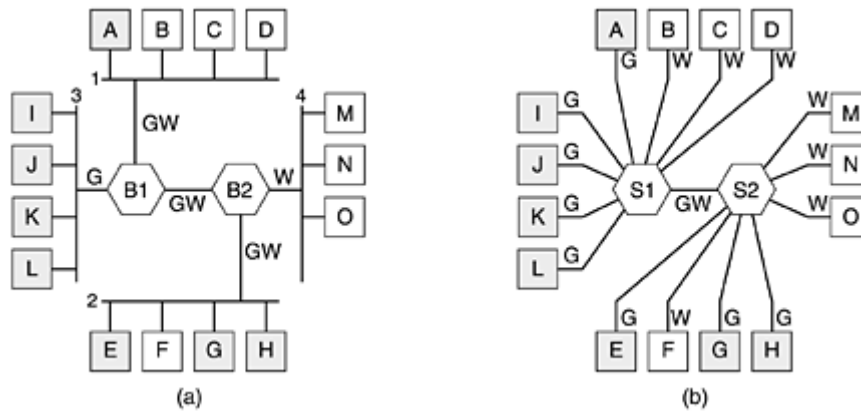 A B C D
1
3
4
I
J
K
L
GW
G
B1
GW
B2
W
GW
M
N
O
2
E F G H
(a)
A B C D
G W W W
I G
J G
K G
L G
S1
GW
S2
W M
W N
W O
G W G G
E F G H
(b)